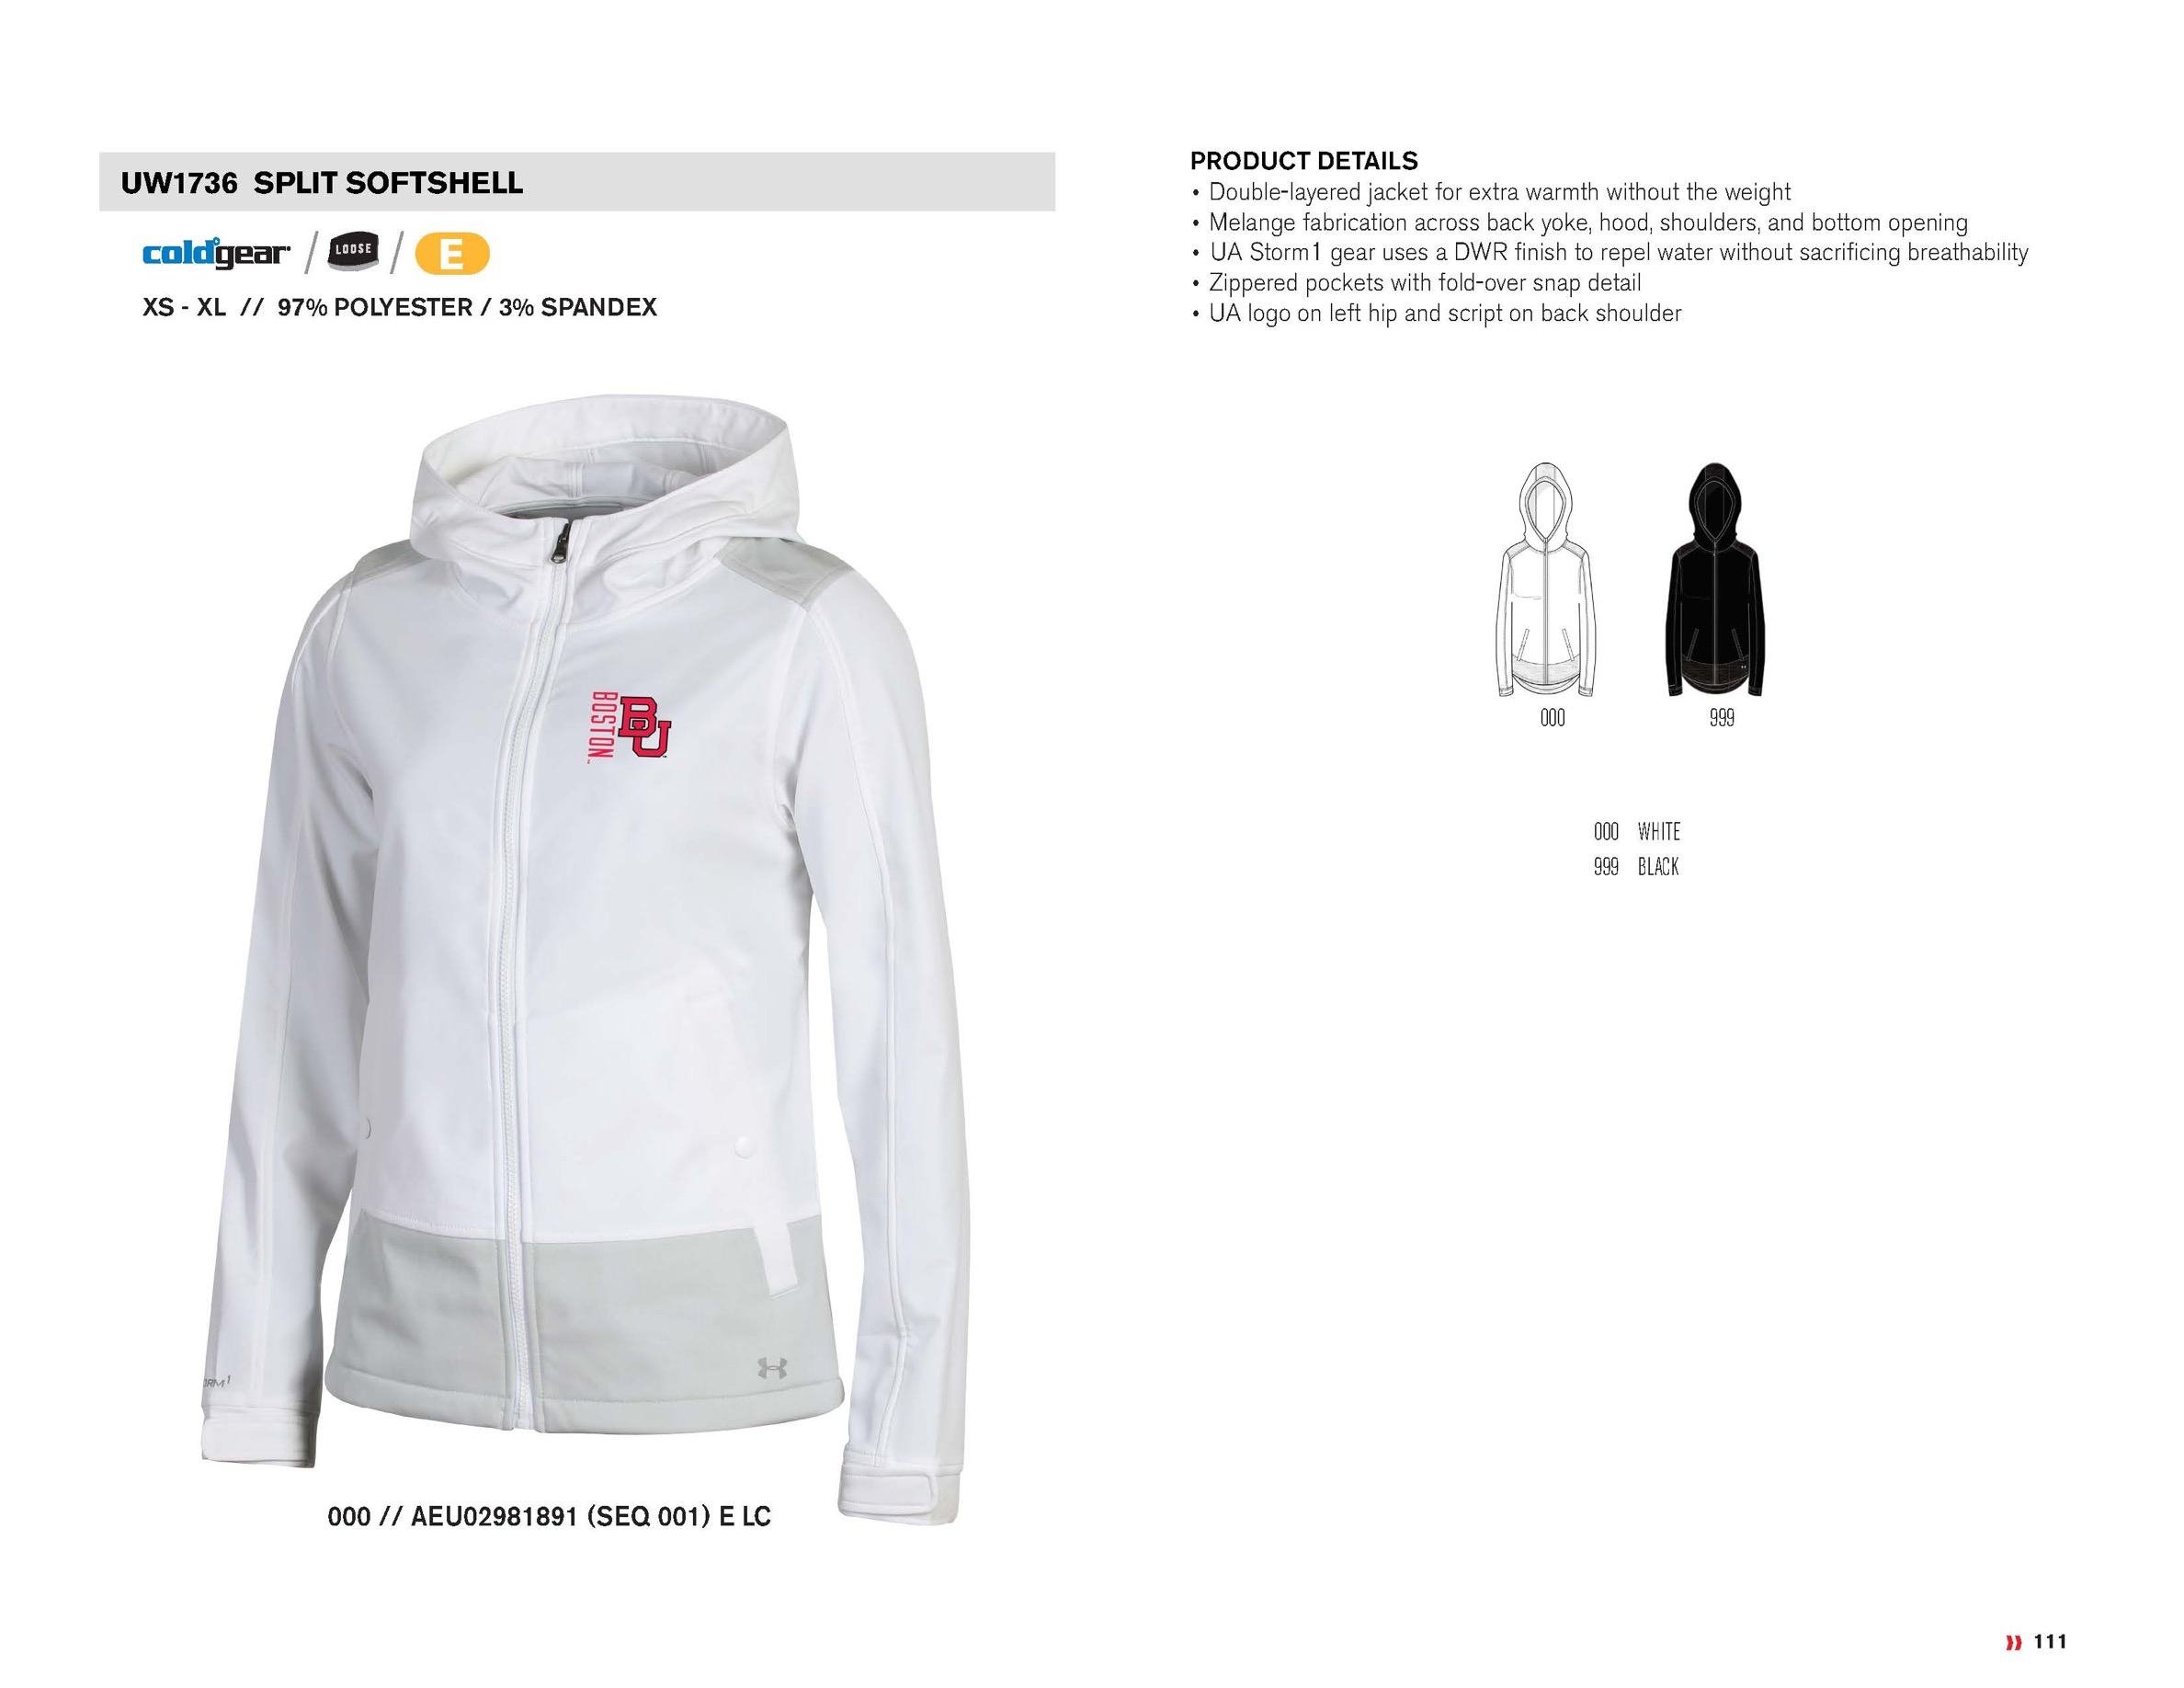 UW1736 SPLIT SOFTSHELL
coldgear / LOOSE / E
XS - XL // 97% POLYESTER / 3% SPANDEX
PRODUCT DETAILS
• Double-layered jacket for extra warmth without the weight
• Melange fabrication across back yoke, hood, shoulders, and bottom opening
• UA Storm1 gear uses a DWR finish to repel water without sacrificing breathability
• Zippered pockets with fold-over snap detail
• UA logo on left hip and script on back shoulder
BOSTON™
BU
000 999
000 WHITE
999 BLACK
ORM1
000 // AEU02981891 (SEQ 001) E LC
111